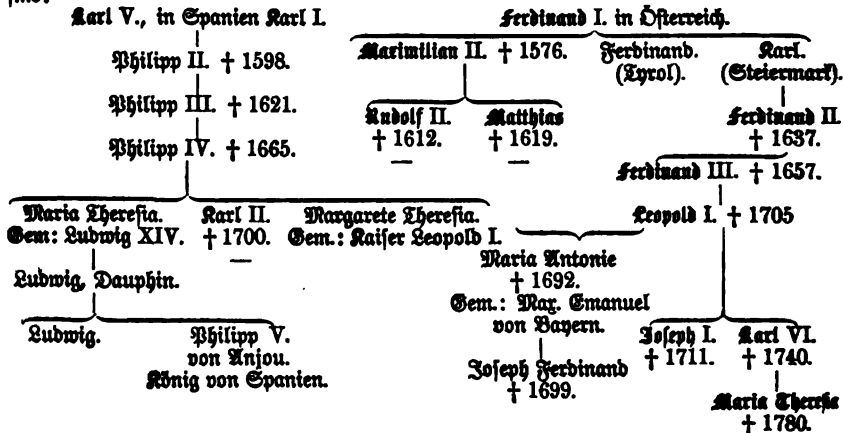 Karl V., in Spanien Karl I.
Philipp II. † 1598.
Philipp III. † 1621.
Philipp IV. † 1665.
Maria Theresia. Karl II. Margarete Theresia.
Gem: Ludwig XIV. † 1700. Gem.: Kaiser Leopold I.
Ludwig, Dauphin.
Ludwig. Philipp V.
von Anjou.
König von Spanien.
Ferdinand I. in Österreich.
Maximilian II. † 1576. Ferdinand. Karl.
(Tyrol). (Steiermark).
Rudolf II. Matthias Ferdinand II.
† 1612. † 1619. † 1637.
Ferdinand III. † 1657.
Leopold I. † 1705
Maria Antonie
† 1692.
Gem.: Max. Emanuel
von Bayern.
Joseph Ferdinand
† 1699.
Joseph I. Karl VI.
† 1711. † 1740.
Maria Theresia
† 1780.